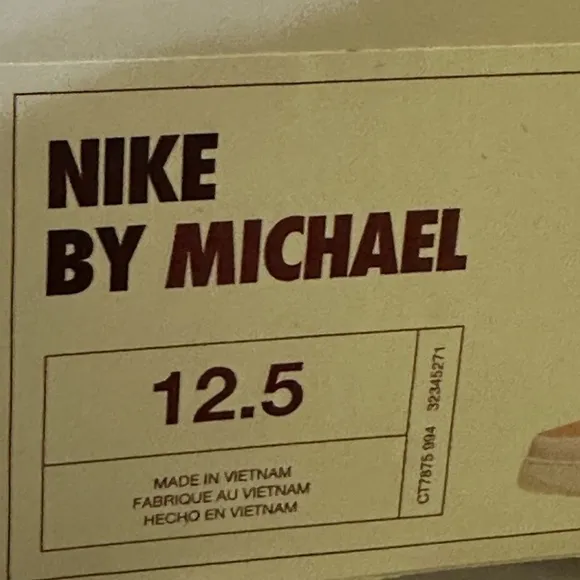 NIKE
BY MICHAEL
12.5
MADE IN VIETNAM
FABRIQUE AU VIETNAM
HECHO EN VIETNAM
CT7875 994 32345271